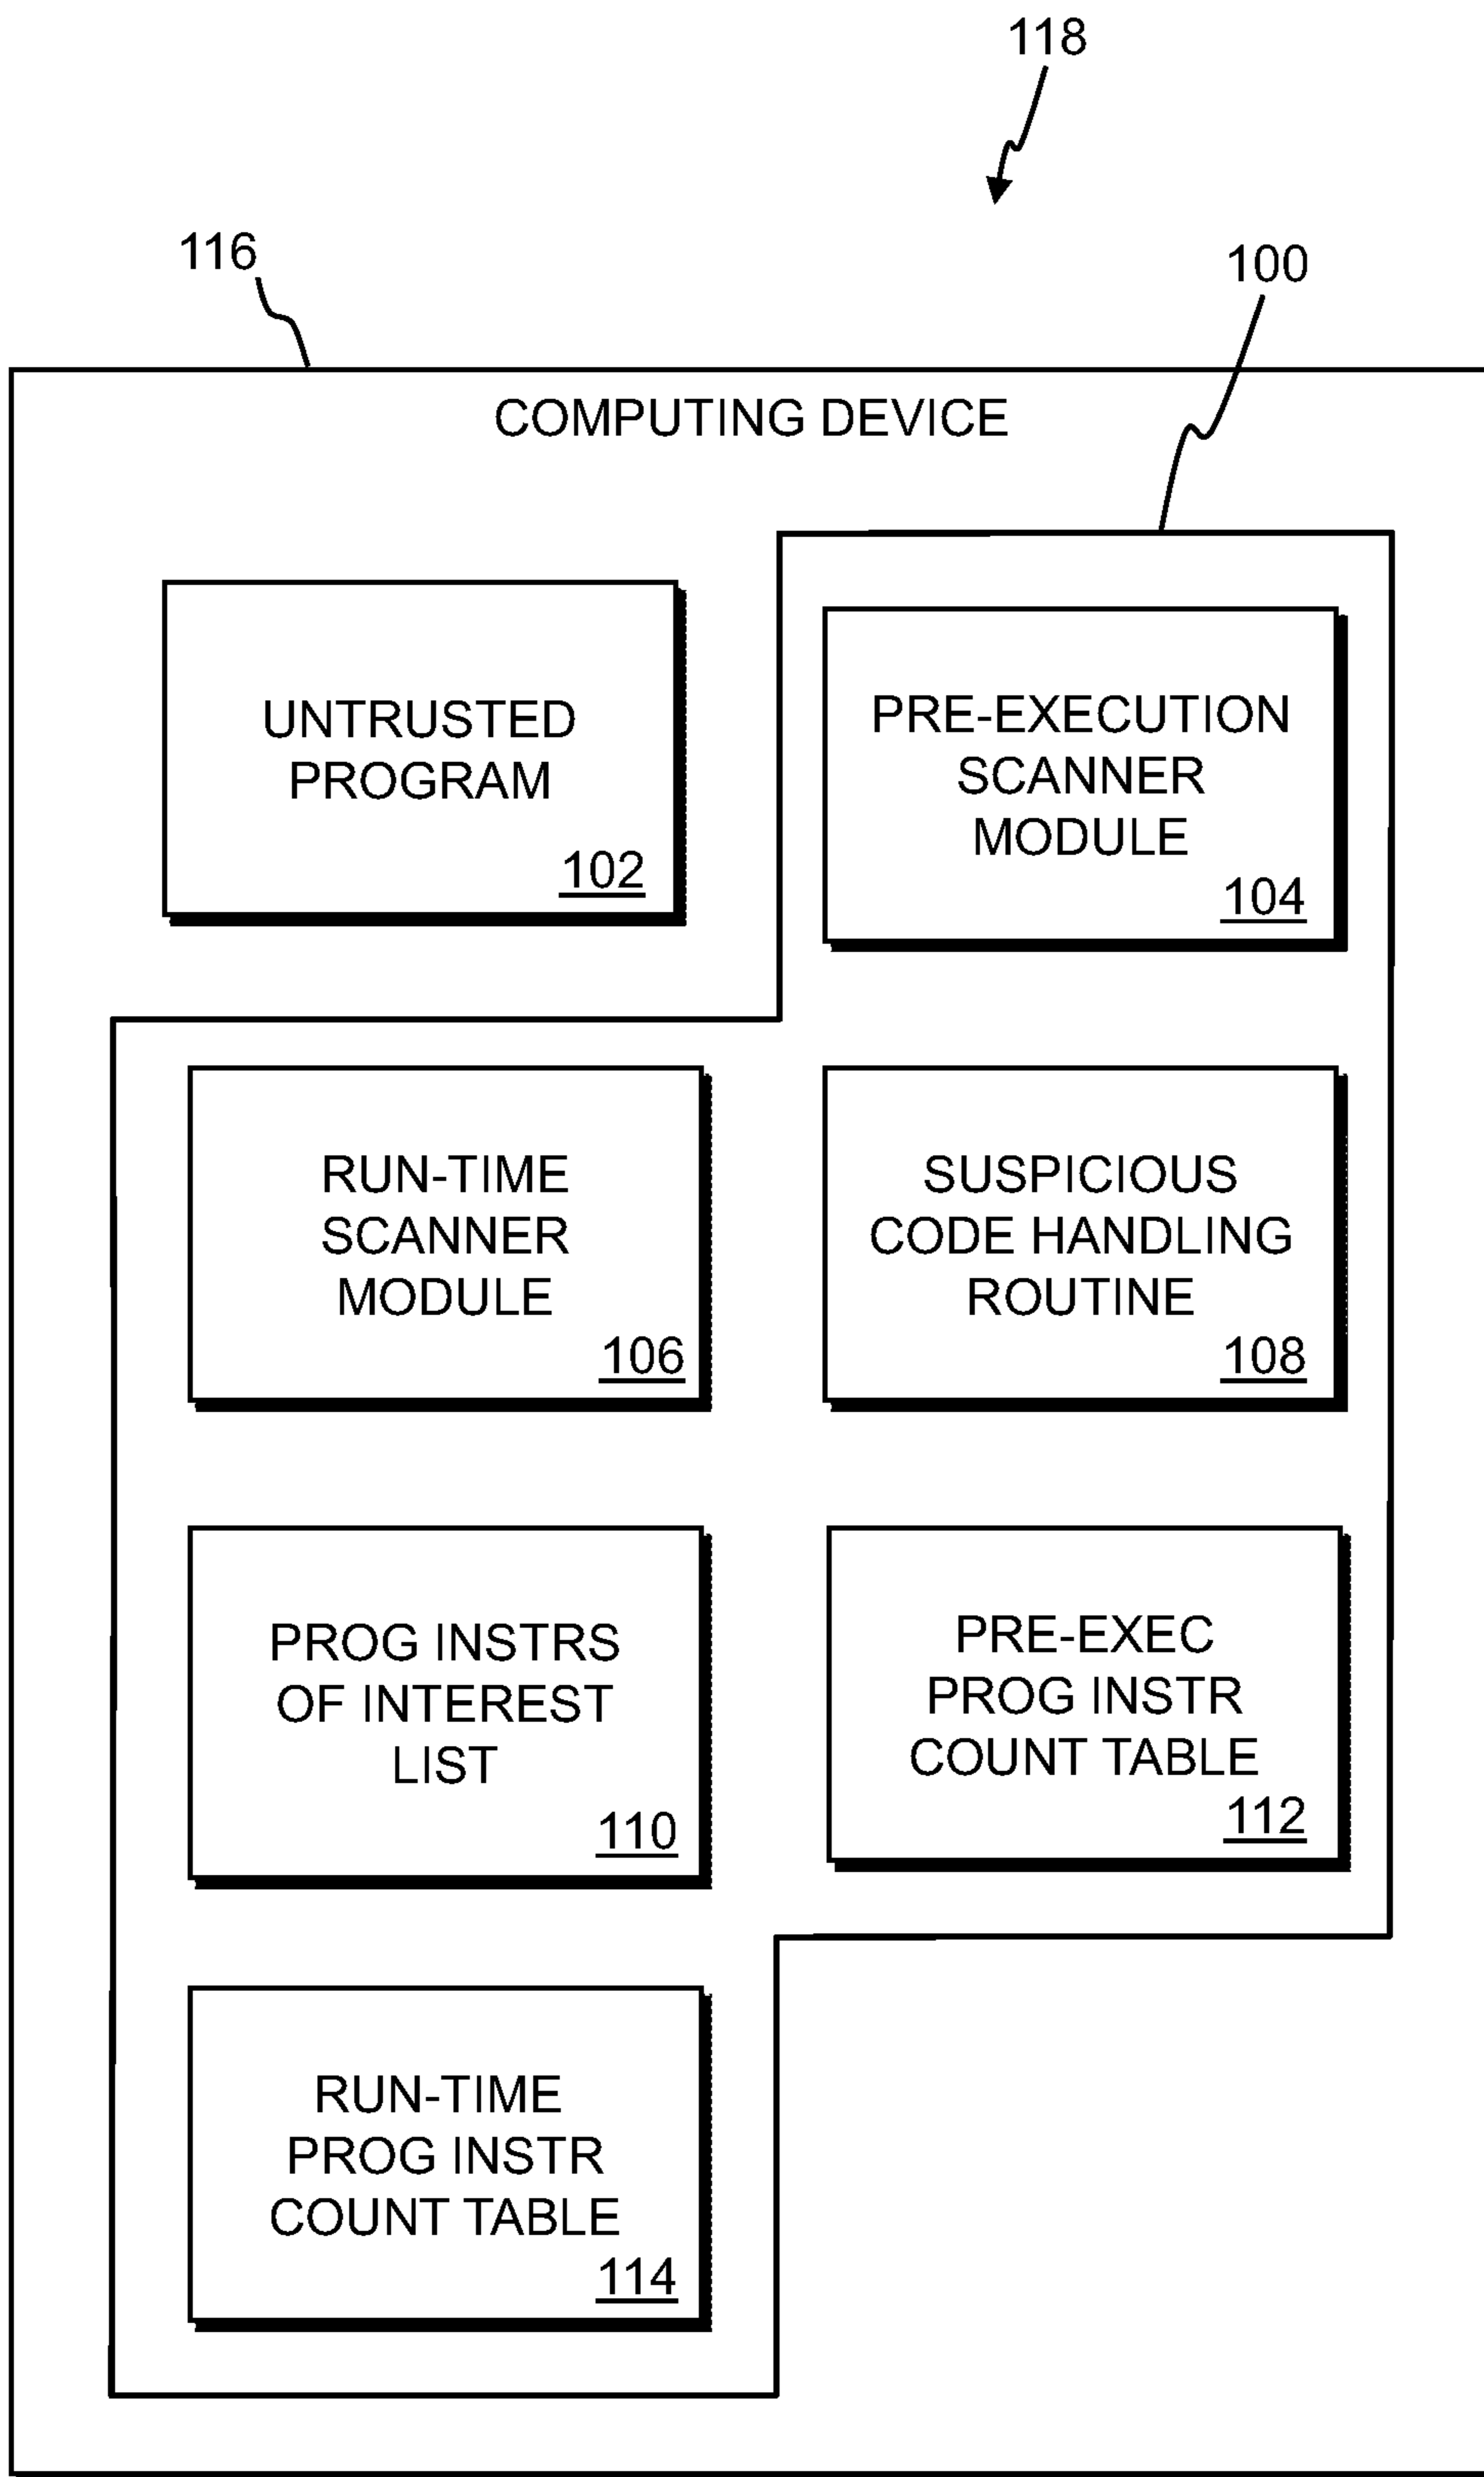 118
116
100
COMPUTING DEVICE
UNTRUSTED
PROGRAM
102
PRE-EXECUTION
SCANNER
MODULE
104
RUN-TIME
SCANNER
MODULE
106
SUSPICIOUS
CODE HANDLING
ROUTINE
108
PROG INSTRS
OF INTEREST
LIST
110
PRE-EXEC
PROG INSTR
COUNT TABLE
112
RUN-TIME
PROG INSTR
COUNT TABLE
114